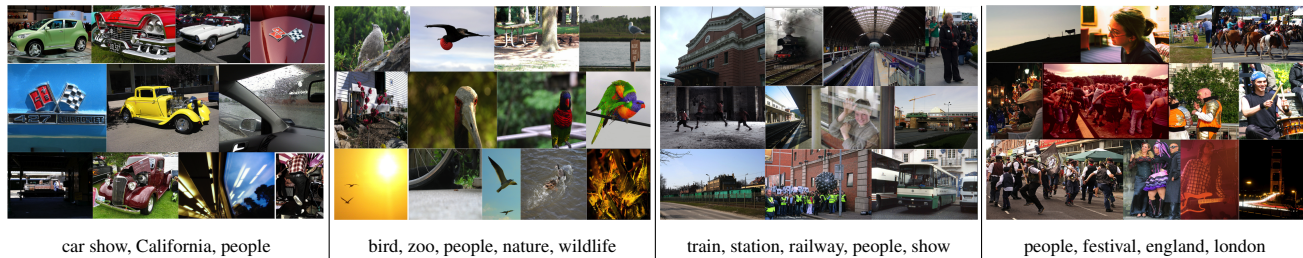 car show, California, people
bird, zoo, people, nature, wildlife
train, station, railway, people, show
people, festival, england, london